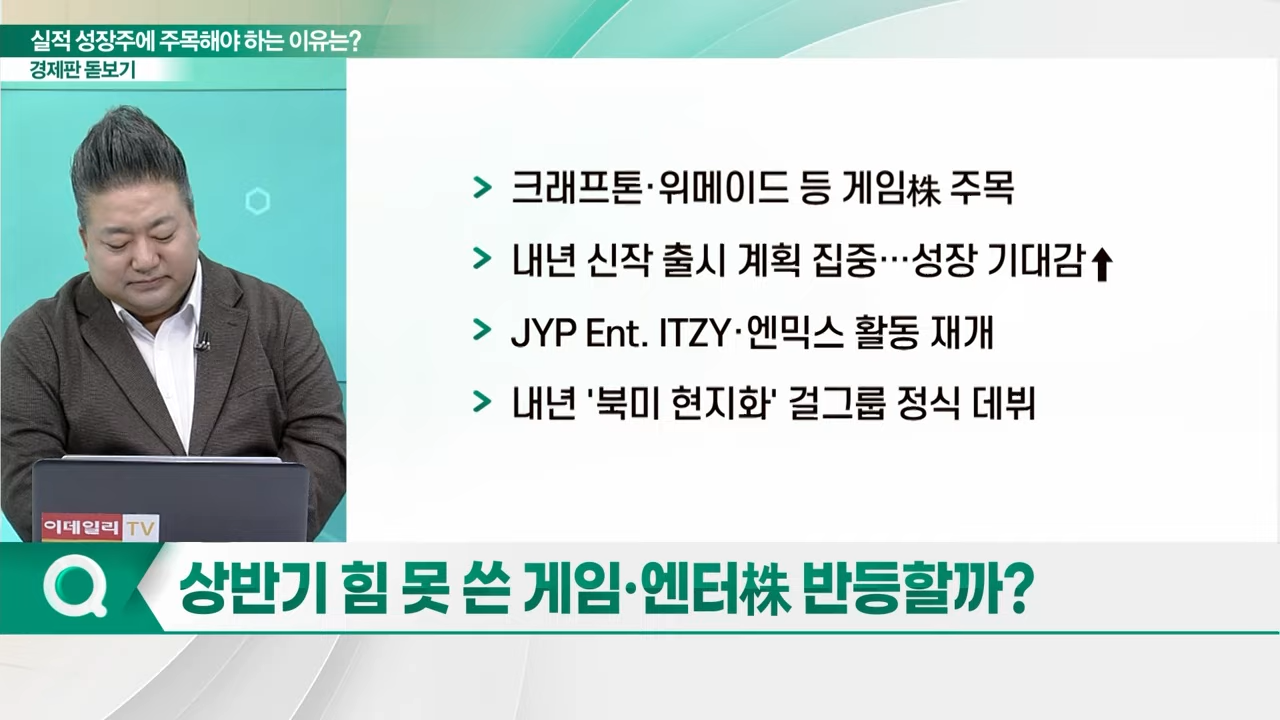 실적 성장주에 주목해야 하는 이유는?
경제판 돋보기
> 크래프톤·위메이드 등 게임株 주목
> 내년 신작 출시 계획 집중…성장 기대감⬆
> JYP Ent. ITZY·엔믹스 활동 재개
> 내년 '북미 현지화' 걸그룹 정식 데뷔
이데일리 TV
상반기 힘 못 쓴 게임·엔터株 반등할까?